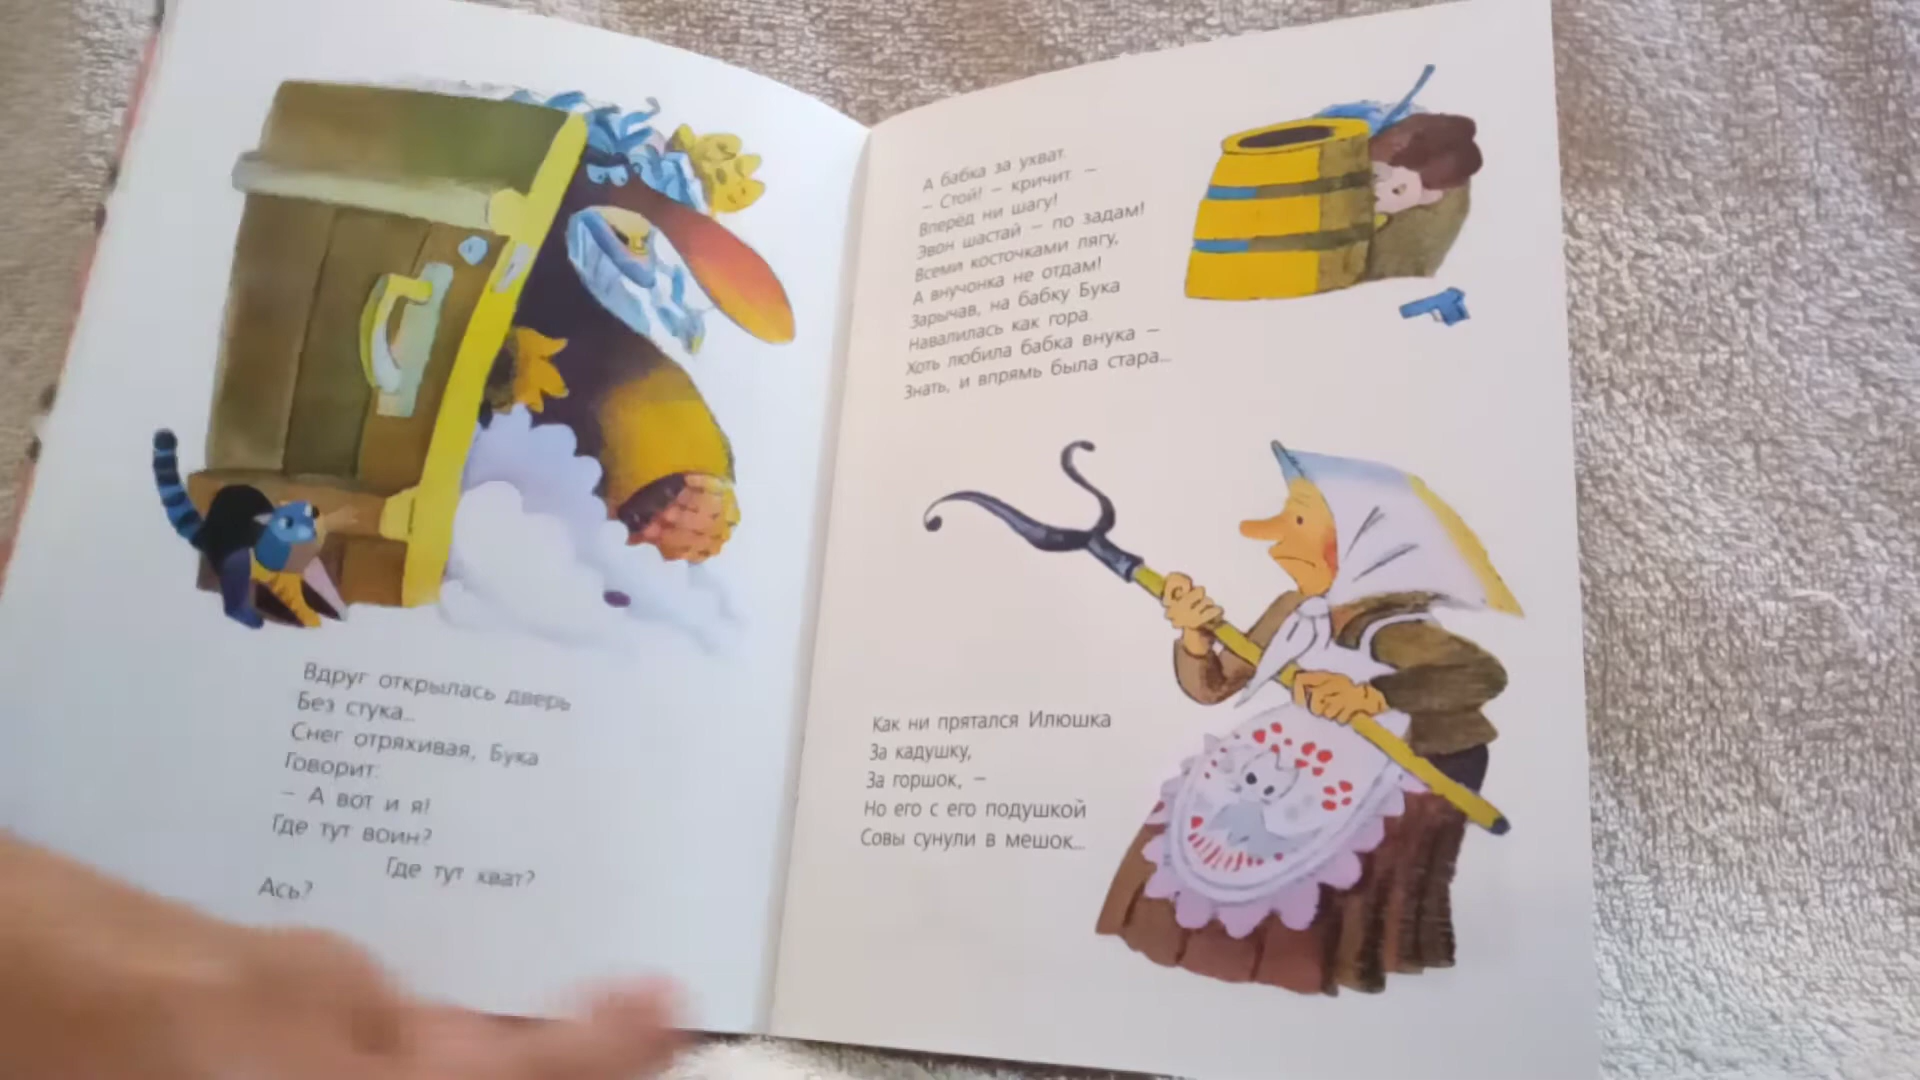 Вдруг открылась дверь
Без стука...
Снег отряхивая, Бука
Говорит:
– А вот и я!
Где тут воин?
Где тут хват?
Ась?
А бабка за ухват.
– Стой! – кричит. –
Вперёд ни шагу!
Эвон шастай – по задам!
Всеми косточками лягу,
А внучонка не отдам!
Зарычав, на бабку Бука
Навалилась как гора.
Хоть любила бабка внука –
Знать, и впрямь была стара...
Как ни прятался Илюшка
За кадушку,
За горшок, –
Но его с его подушкой
Совы сунули в мешок...